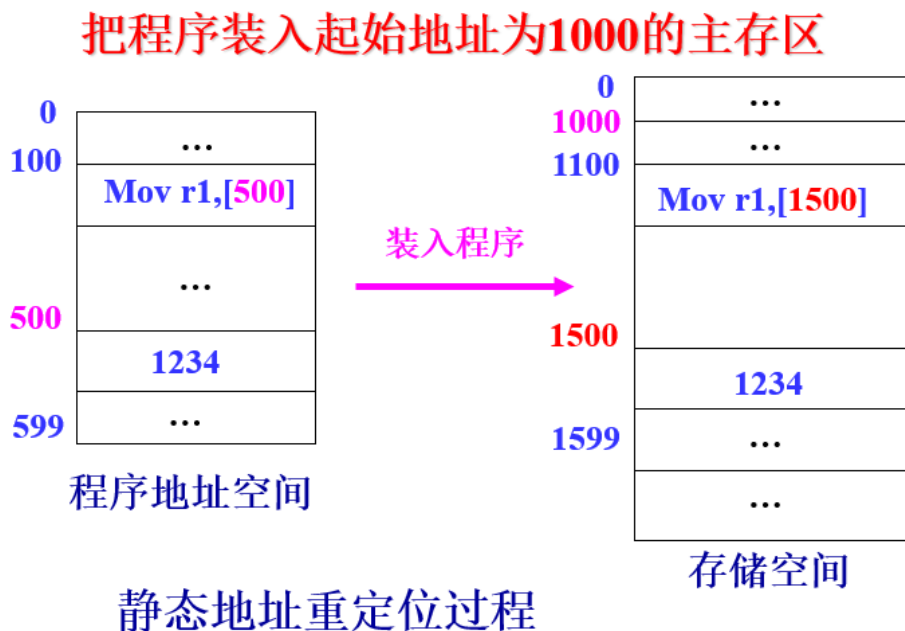 把程序装入起始地址为1000的主存区
0
...
100
Mov r1,[500]
...
500
1234
...
599
程序地址空间
装入程序
0
...
1000
...
1100
Mov r1,[1500]
1500
1234
1599
...
...
存储空间
静态地址重定位过程